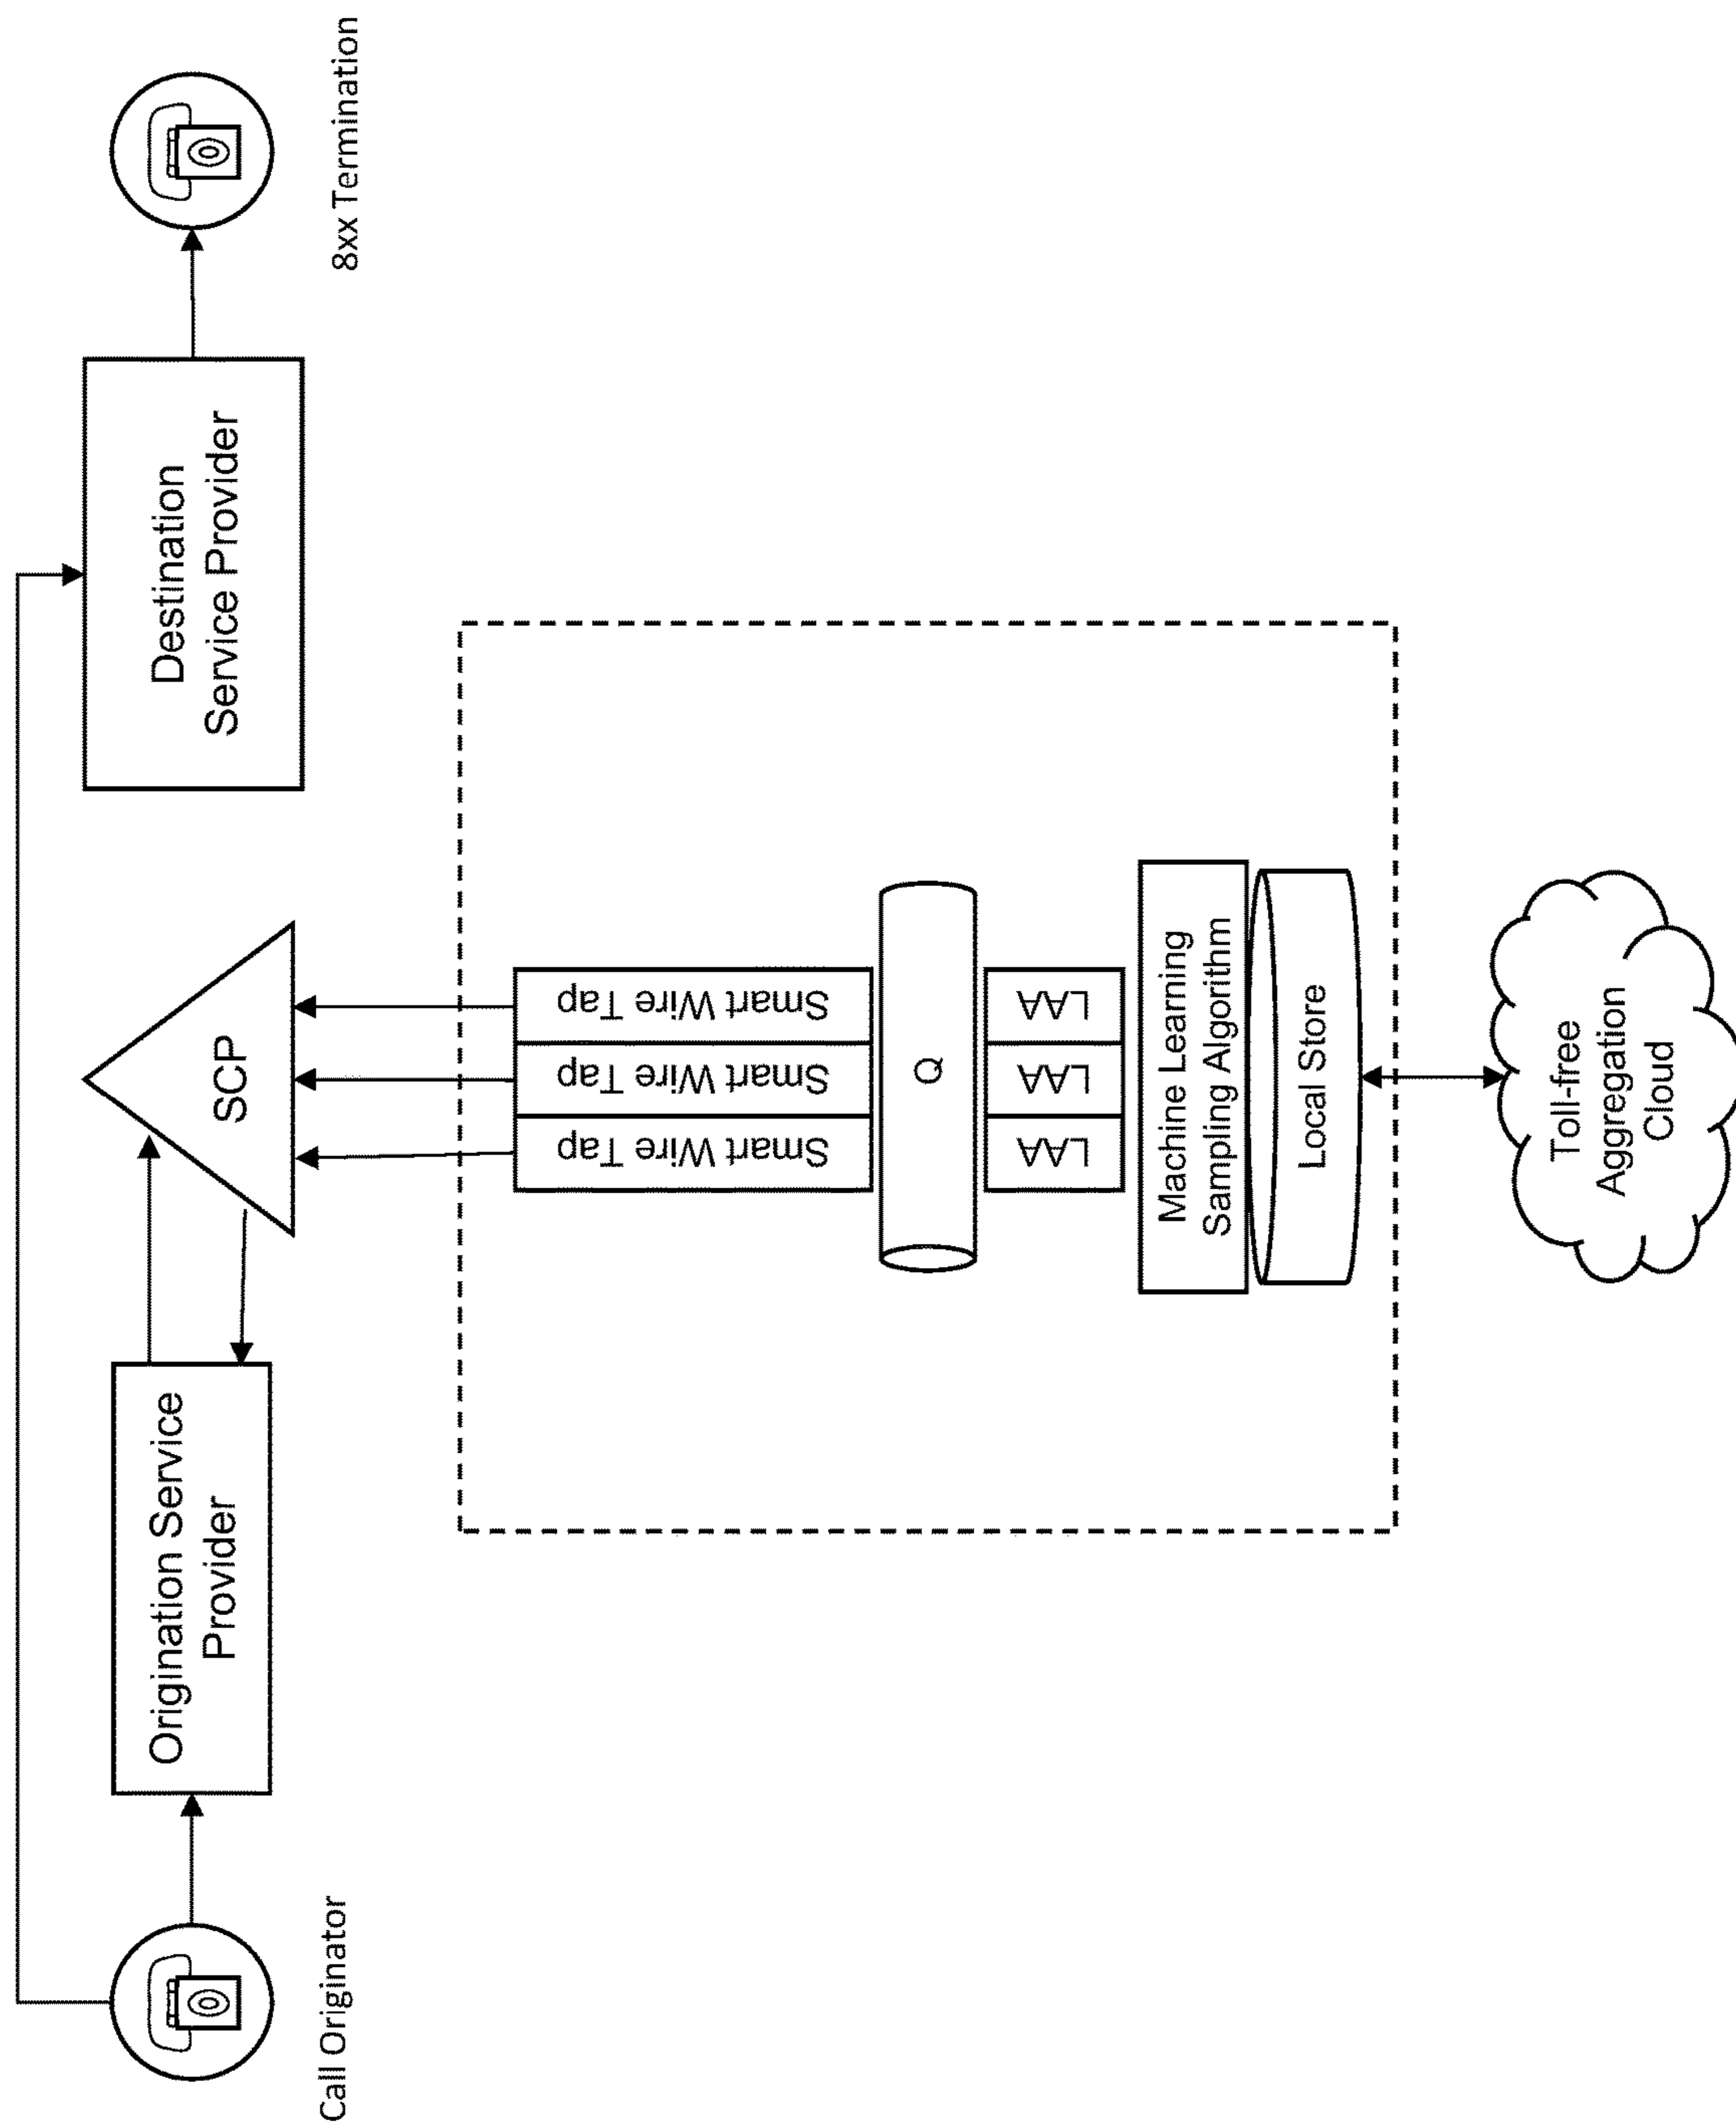 Call Originator
Origination Service
Provider
SCP
Destination
Service Provider
8xx Termination
Smart Wire Tap
Smart Wire Tap
Smart Wire Tap
Q
LAA
LAA
LAA
Machine Learning
Sampling Algorithm
Local Store
Toll-free
Aggregation
Cloud